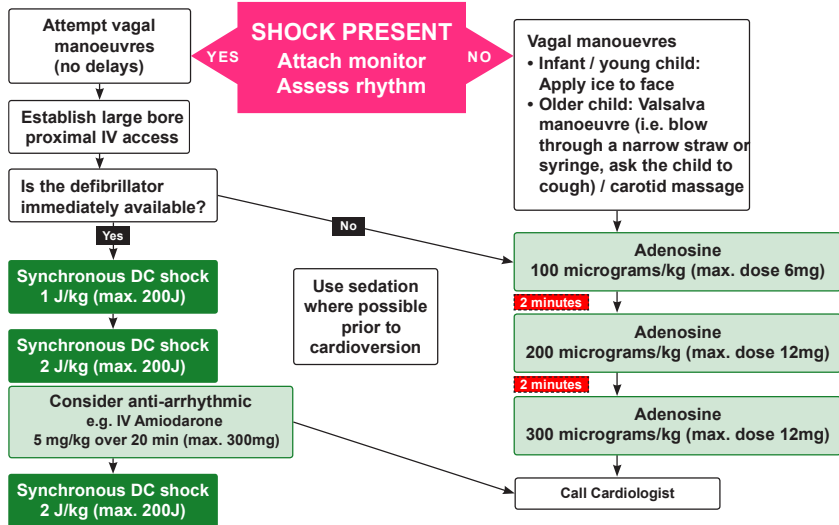 SHOCK PRESENT
Attach monitor
Assess rhythm
YES
NO
Attempt vagal
manoeuvres
(no delays)
Establish large bore
proximal IV access
Is the defibrillator
immediately available?
Yes
No
Synchronous DC shock
1 J/kg (max. 200J)
Synchronous DC shock
2 J/kg (max. 200J)
Consider anti-arrhythmic
e.g. IV Amiodarone
5 mg/kg over 20 min (max. 300mg)
Synchronous DC shock
2 J/kg (max. 200J)
Use sedation
where possible
prior to
cardioversion
Vagal manouevres
• Infant / young child:
Apply ice to face
• Older child: Valsalva
manoeuvre (i.e. blow
through a narrow straw or
syringe, ask the child to
cough) / carotid massage
Adenosine
100 micrograms/kg (max. dose 6mg)
2 minutes
Adenosine
200 micrograms/kg (max. dose 12mg)
2 minutes
Adenosine
300 micrograms/kg (max. dose 12mg)
Call Cardiologist